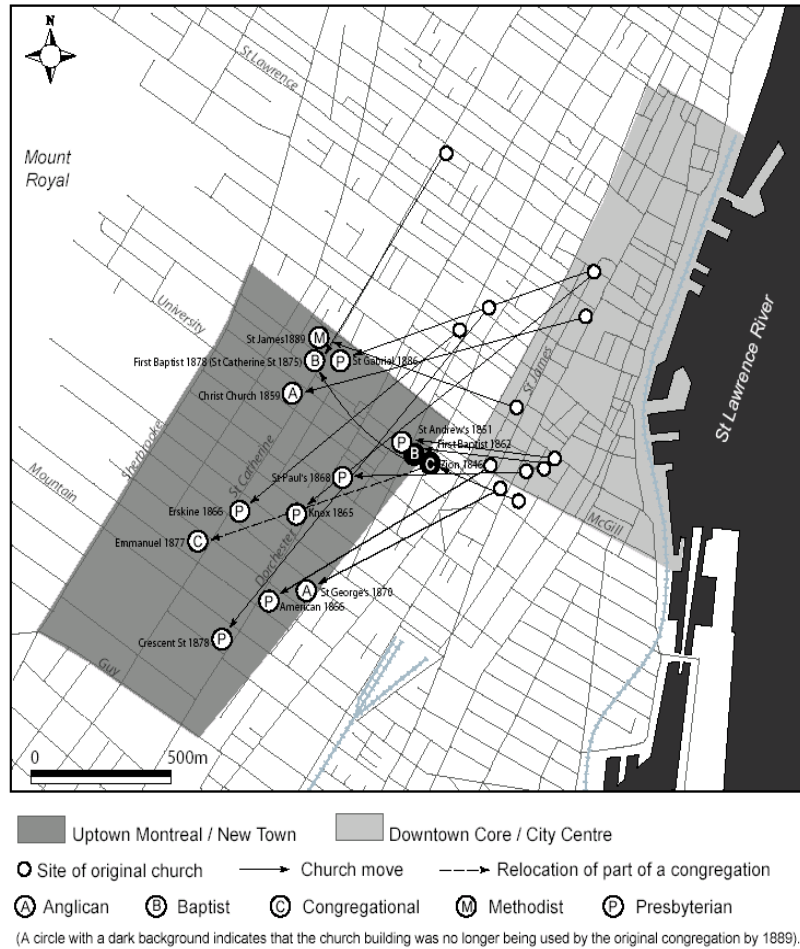 N
St Lawrence
Mount
Royal
University
St James1889
M
First Baptist 1878 (St Catherine St 1875)
B
P
St Gabriel 1886
Christ Church 1859
A
St James
St Lawrence River
Sherbrooke
St Catherine
Mountain
St Andrew's 1851
P
First Baptist 1862
B
C
Zion 1846
St Paul's 1868
P
Erskine 1866
P
P
Knox 1865
McGill
Emmanuel 1877
C
Dorchester
A
St George's 1870
P
American 1866
Crescent St 1878
P
Guy
0
500m
Uptown Montreal / New Town
Downtown Core / City Centre
Site of original church
Church move
Relocation of part of a congregation
A Anglican
B Baptist
C Congregational
M Methodist
P Presbyterian
(A circle with a dark background indicates that the church building was no longer being used by the original congregation by 1889)